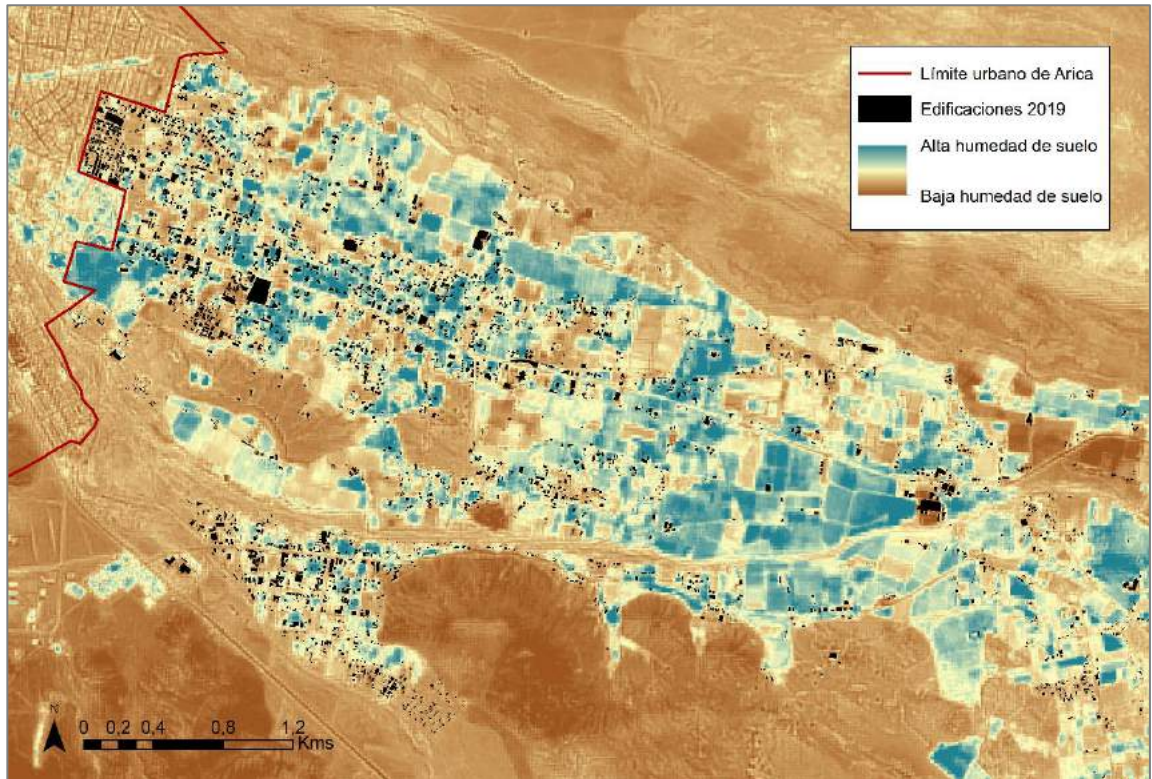 Límite urbano de Arica
Edificaciones 2019
Alta humedad de suelo
Baja humedad de suelo
N
0 0,2 0,4 0,8 1,2
Kms